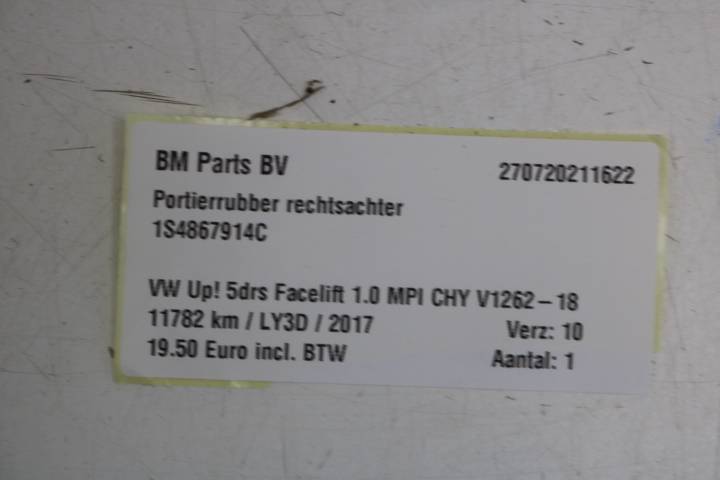 BM Parts BV 270720211622
Portierrubber rechtsachter
1S4867914C
VW Up! 5drs Facelift 1.0 MPI CHY V1262-18
11782 km / LY3D / 2017 Verz: 10
19.50 Euro incl. BTW Aantal: 1